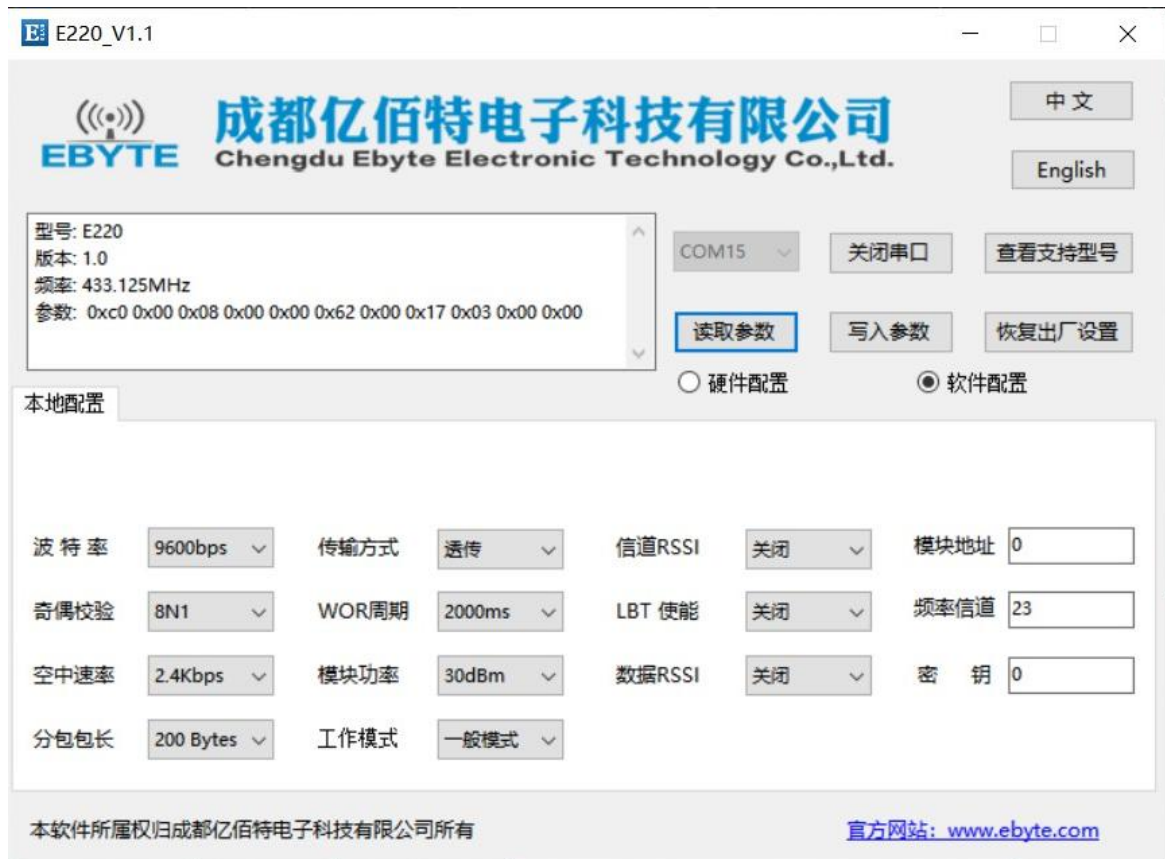 E220_V1.1
EBYTE
成都亿佰特电子科技有限公司
Chengdu Ebyte Electronic Technology Co.,Ltd.
中文
English
型号: E220
版本: 1.0
频率: 433.125MHz
参数: 0xc0 0x00 0x08 0x00 0x00 0x62 0x00 0x17 0x03 0x00 0x00
COM15 关闭串口 查看支持型号
读取参数 写入参数 恢复出厂设置
硬件配置 软件配置
本地配置
波特率 9600bps 传输方式 透传 信道RSSI 关闭 模块地址 0
奇偶校验 8N1 WOR周期 2000ms LBT 使能 关闭 频率信道 23
空中速率 2.4Kbps 模块功率 30dBm 数据RSSI 关闭 密 钥 0
分包包长 200 Bytes 工作模式 一般模式
本软件所属权归成都亿佰特电子科技有限公司所有 官方网站：www.ebyte.com